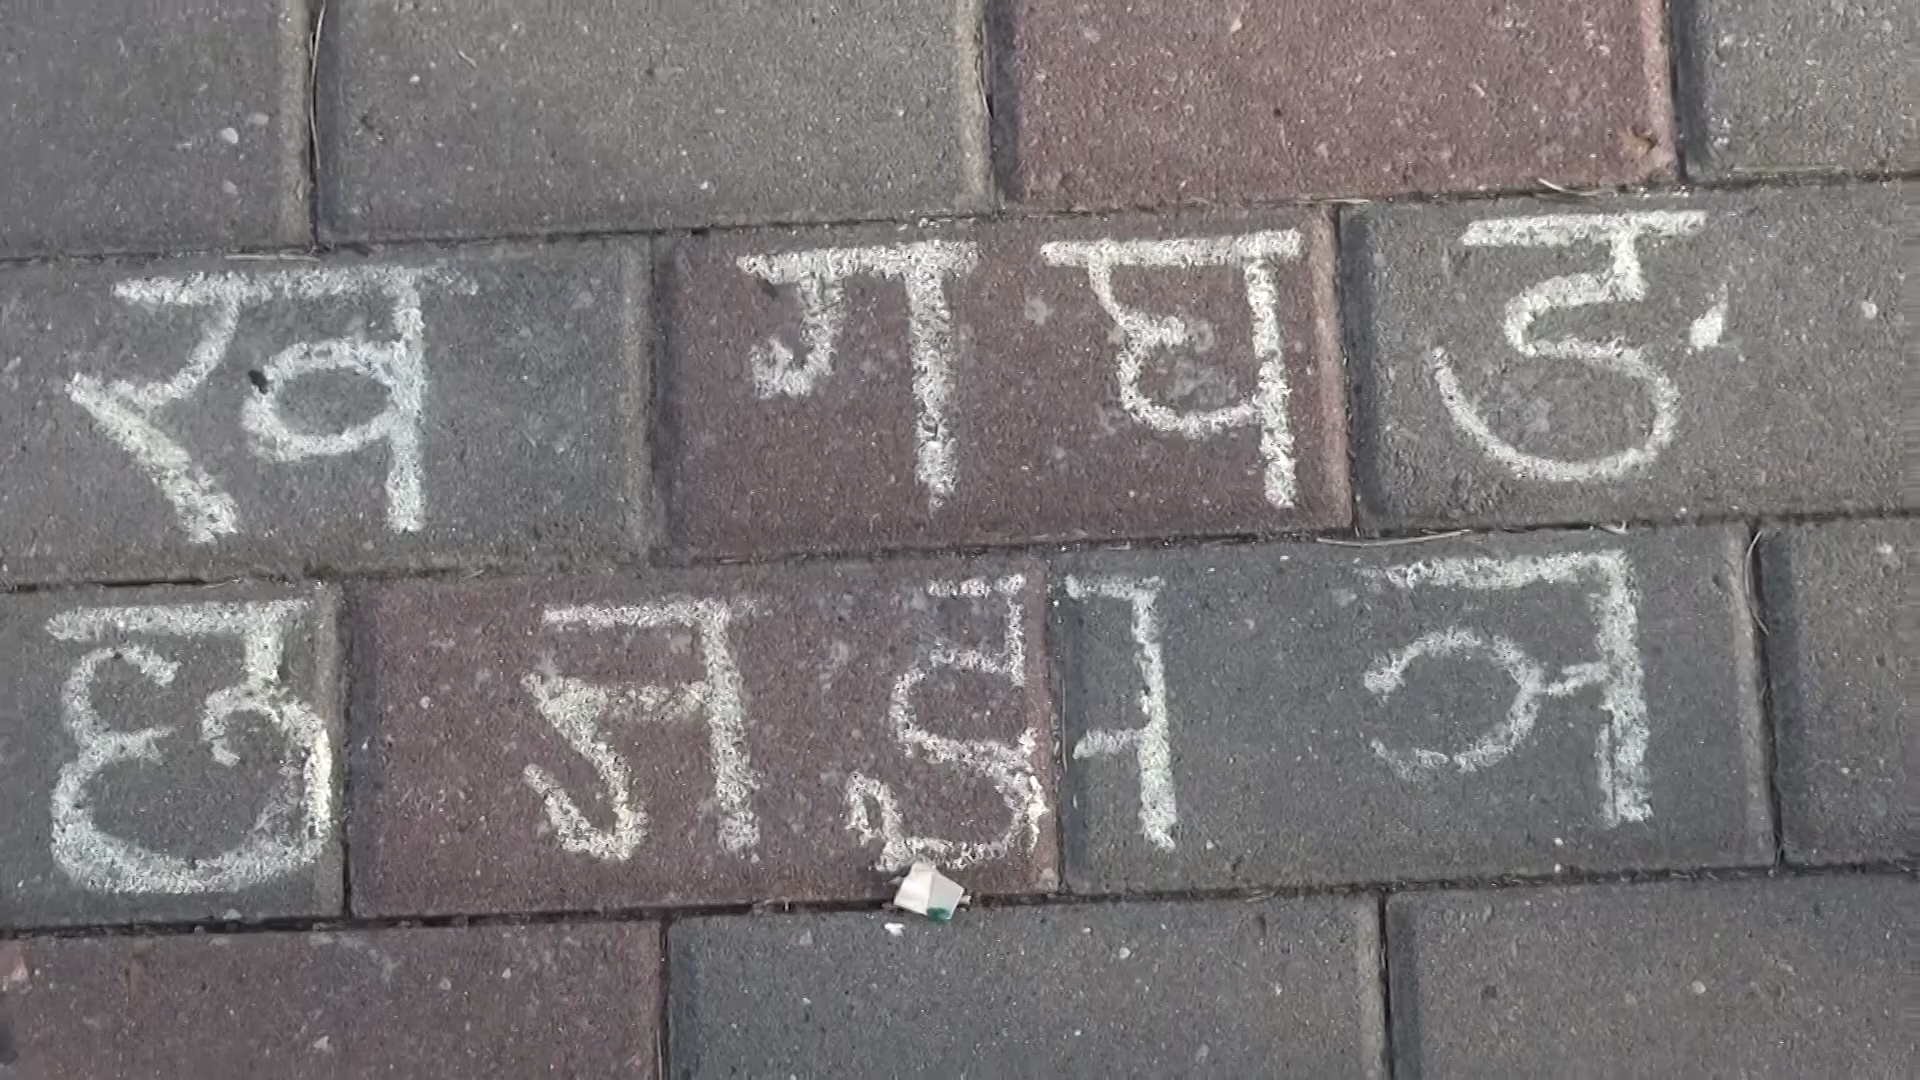 ख ग घ ङ
छ ज झ ञ